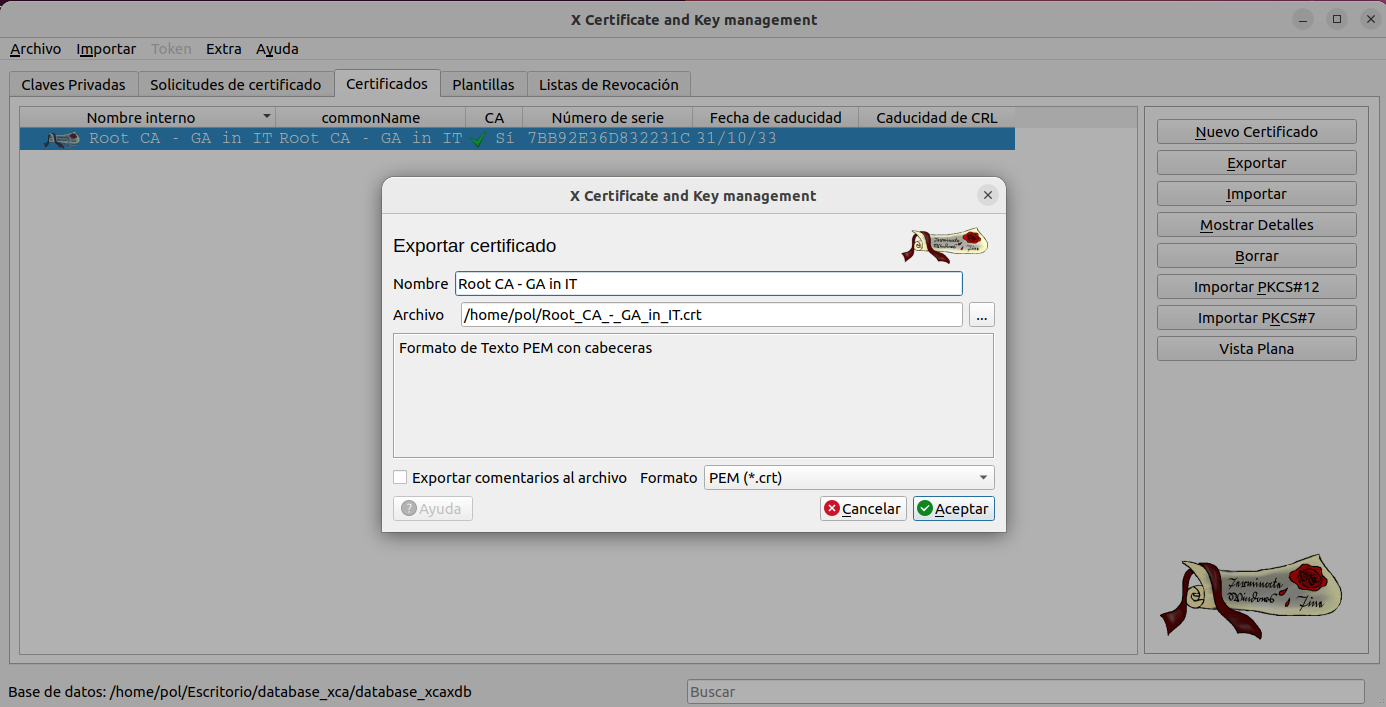 X Certificate and Key management
Archivo Importar Token Extra Ayuda
Claves Privadas Solicitudes de certificado Certificados Plantillas Listas de Revocación
Nombre interno commonName CA Número de serie Fecha de caducidad Caducidad de CRL
Root CA - GA in IT Root CA - GA in IT Sí 7BB92E36D832231C 31/10/33
Nuevo Certificado
Exportar
Importar
Mostrar Detalles
Borrar
Importar PKCS#12
Importar PKCS#7
Vista Plana
X Certificate and Key management
Exportar certificado
Nombre Root CA - GA in IT
Archivo /home/pol/Root_CA_-_GA_in_IT.crt ...
Formato de Texto PEM con cabeceras
Exportar comentarios al archivo Formato PEM (*.crt)
Ayuda Cancelar Aceptar
Base de datos: /home/pol/Escritorio/database_xca/database_xcaxdb Buscar